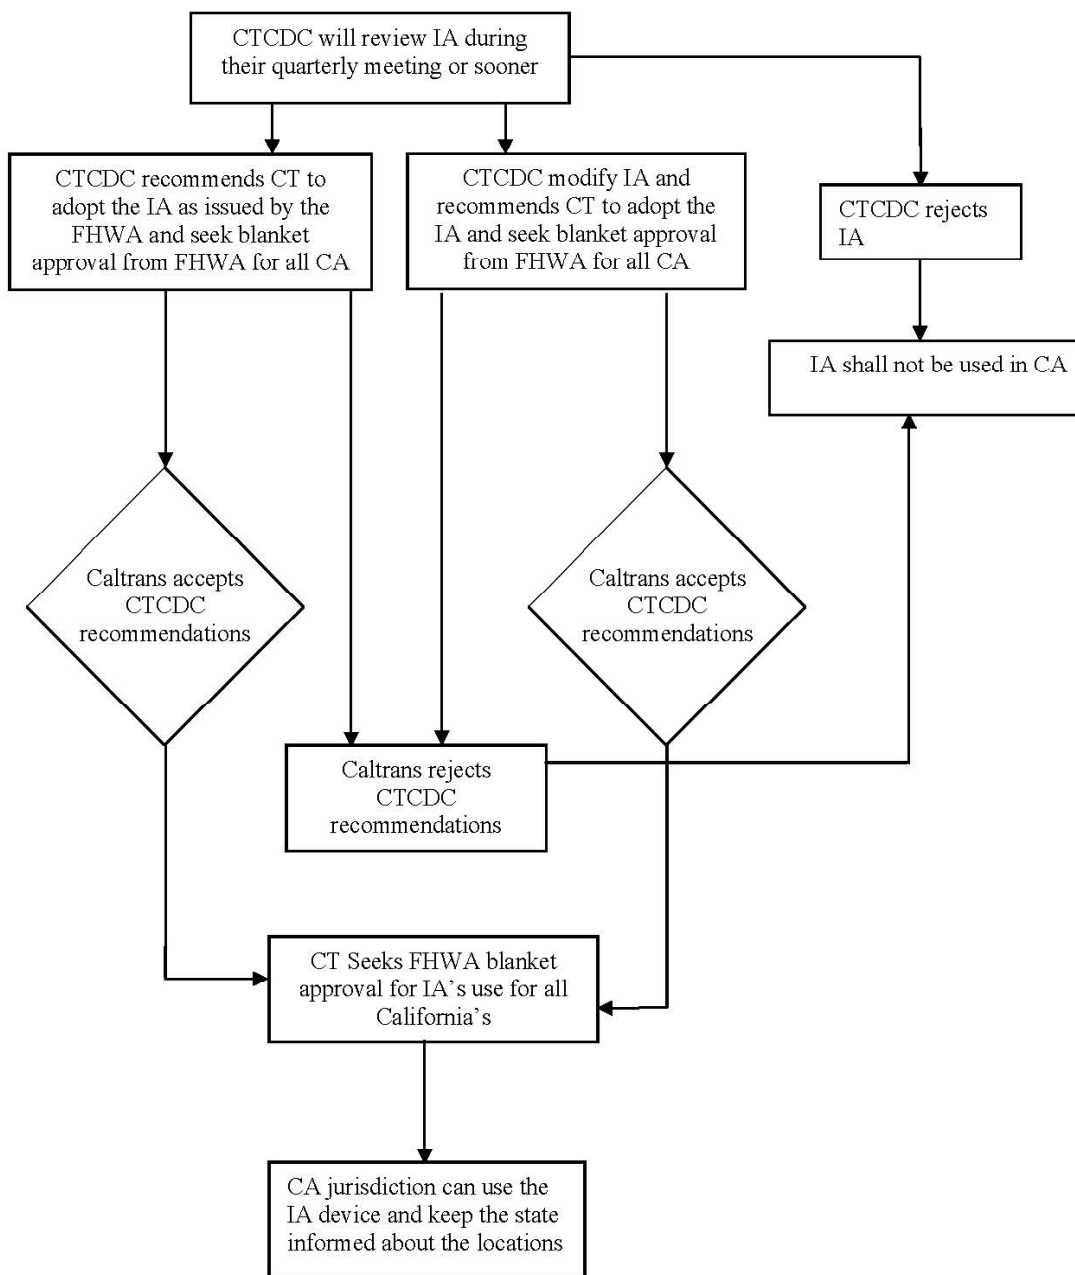 CTCDC will review IA during
their quarterly meeting or sooner
CTCDC recommends CT to
adopt the IA as issued by the
FHWA and seek blanket
approval from FHWA for all CA
CTCDC modify IA and
recommends CT to adopt the
IA and seek blanket approval
from FHWA for all CA
CTCDC rejects
IA
IA shall not be used in CA
Caltrans accepts
CTCDC
recommendations
Caltrans accepts
CTCDC
recommendations
Caltrans rejects
CTCDC
recommendations
CT Seeks FHWA blanket
approval for IA's use for all
California's
CA jurisdiction can use the
IA device and keep the state
informed about the locations